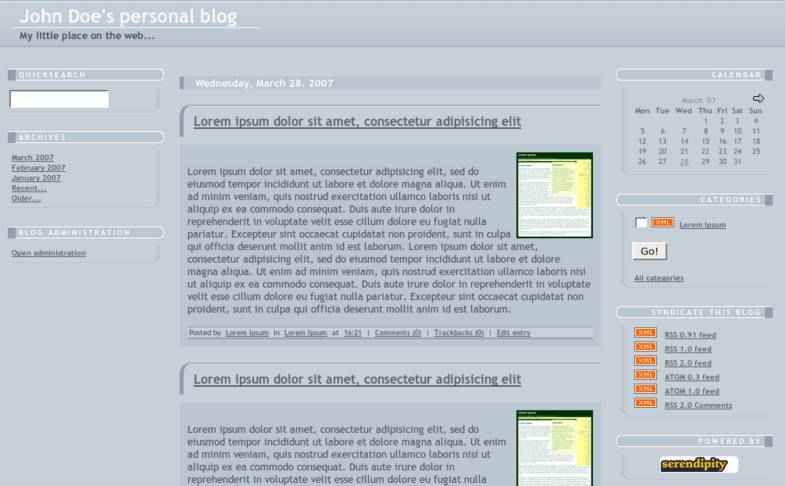 John Doe's personal blog
My little place on the web...
QUICKSEARCH
ARCHIVES
March 2007
February 2007
January 2007
Recent...
Older...
BLOG ADMINISTRATION
Open administration
Wednesday, March 28. 2007
Lorem ipsum dolor sit amet, consectetur adipisicing elit
Lorem ipsum dolor sit amet, consectetur adipisicing elit, sed do
eiusmod tempor incididunt ut labore et dolore magna aliqua. Ut enim
ad minim veniam, quis nostrud exercitation ullamco laboris nisi ut
aliquip ex ea commodo consequat. Duis aute irure dolor in
reprehenderit in voluptate velit esse cillum dolore eu fugiat nulla
pariatur. Excepteur sint occaecat cupidatat non proident, sunt in culpa
qui officia deserunt mollit anim id est laborum. Lorem ipsum dolor sit amet,
consectetur adipisicing elit, sed do eiusmod tempor incididunt ut labore et dolore
magna aliqua. Ut enim ad minim veniam, quis nostrud exercitation ullamco laboris nisi
ut aliquip ex ea commodo consequat. Duis aute irure dolor in reprehenderit in voluptate
velit esse cillum dolore eu fugiat nulla pariatur. Excepteur sint occaecat cupidatat non
proident, sunt in culpa qui officia deserunt mollit anim id est laborum.
Posted by Lorem Ipsum in Lorem Ipsum at 16:21 | Comments (0) | Trackbacks (0) | Edit entry
Lorem ipsum dolor sit amet, consectetur adipisicing elit
Lorem ipsum dolor sit amet, consectetur adipisicing elit, sed do
eiusmod tempor incididunt ut labore et dolore magna aliqua. Ut enim
ad minim veniam, quis nostrud exercitation ullamco laboris nisi ut
aliquip ex ea commodo consequat. Duis aute irure dolor in
reprehenderit in voluptate velit esse cillum dolore eu fugiat nulla
CALENDAR
March '07
Mon Tue Wed Thu Fri Sat Sun
1 2 3 4
5 6 7 8 9 10 11
12 13 14 15 16 17 18
19 20 21 22 23 24 25
26 27 28 29 30 31
CATEGORIES
XML Lorem Ipsum
Go!
All categories
SYNDICATE THIS BLOG
XML RSS 0.91 feed
XML RSS 1.0 feed
XML RSS 2.0 feed
XML ATOM 0.3 feed
XML ATOM 1.0 feed
XML RSS 2.0 Comments
POWERED BY
serendipity